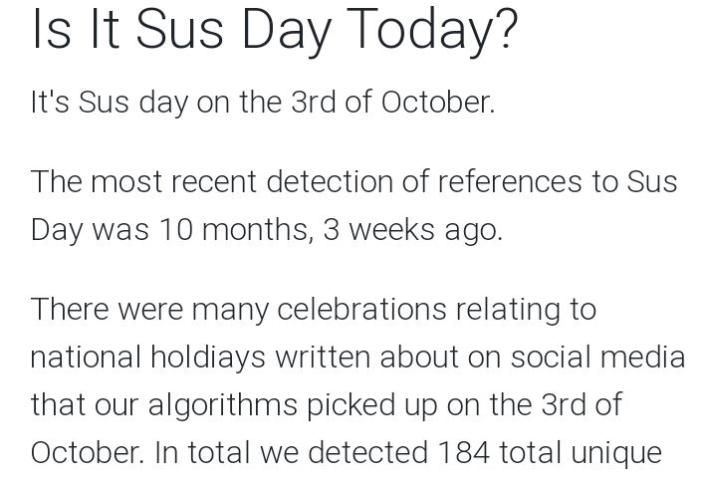 Is It Sus Day Today?
It's Sus day on the 3rd of October.
The most recent detection of references to Sus
Day was 10 months, 3 weeks ago.
There were many celebrations relating to
national holdiays written about on social media
that our algorithms picked up on the 3rd of
October. In total we detected 184 total unique